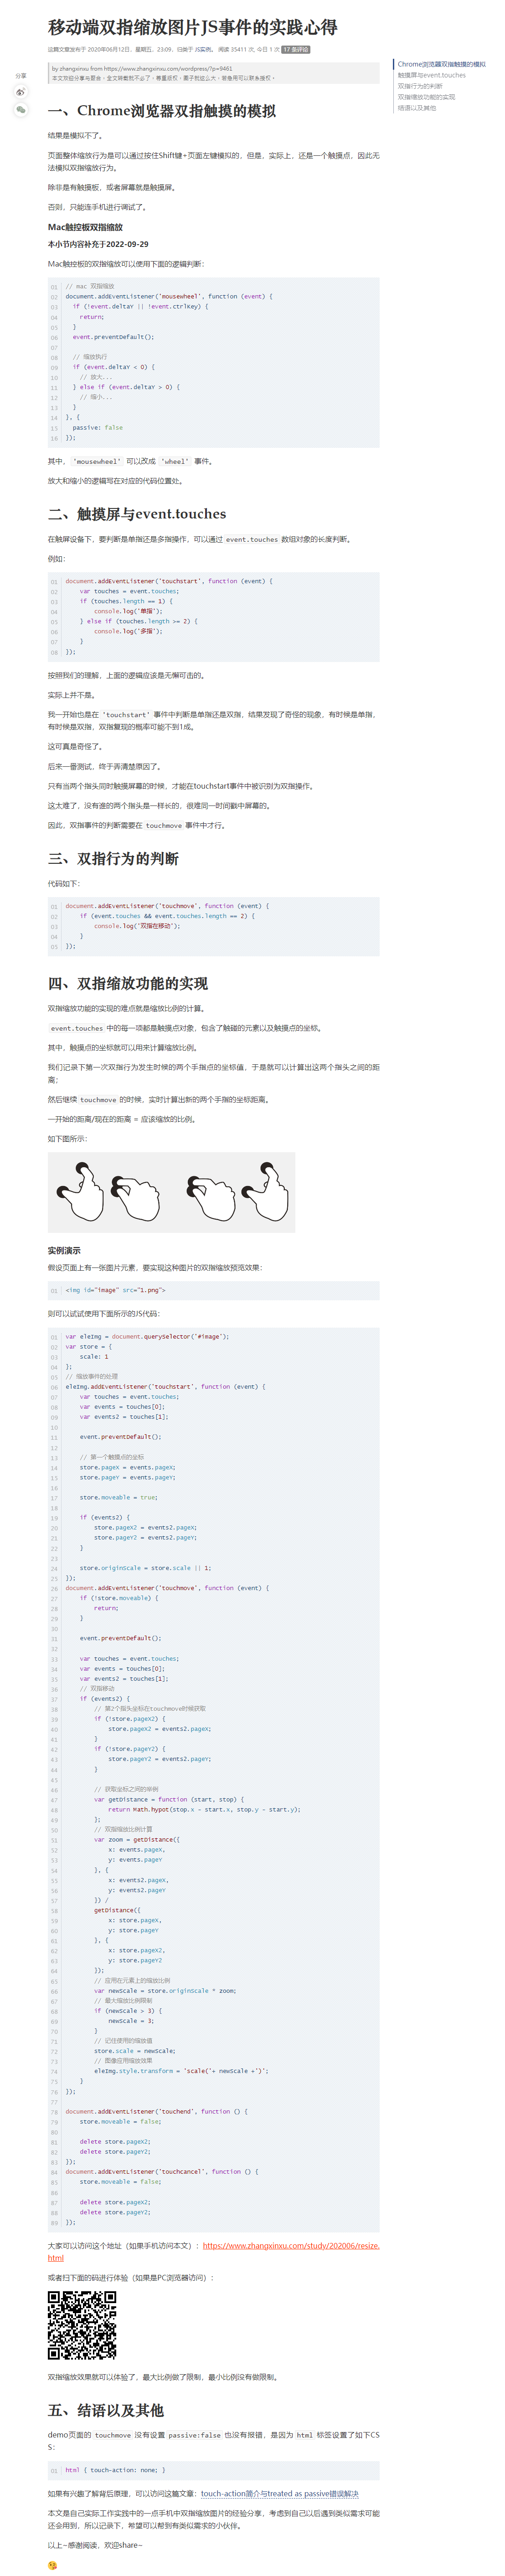 移动端双指缩放图片JS事件的实践心得
这篇文章发布于 2020年06月12日，星期五，23:09，归类于 JS实例。 阅读 35411 次, 今日 1 次 17 条评论
分享
by zhangxinxu from https://www.zhangxinxu.com/wordpress/?p=9461
Chrome浏览器双指触摸的模拟
触摸屏与event.touches
双指行为的判断
双指缩放功能的实现
结语以及其他
一、Chrome浏览器双指触摸的模拟
结果是模拟不了。
页面整体缩放行为是可以通过按住Shift键+页面左键模拟的，但是，实际上，还是一个触摸点，因此无
法模拟双指缩放行为。
除非是有触摸板，或者屏幕就是触摸屏。
否则，只能连手机进行调试了。
Mac触控板双指缩放
本小节内容补充于2022-09-29
Mac触控板的双指缩放可以使用下面的逻辑判断：
01 // mac 双指缩放
02 document.addEventListener('mousewheel', function (event) {
03   if (!event.deltaY || !event.ctrlKey) {
04     return;
05   }
06   event.preventDefault();
07
08   // 缩放执行
09   if (event.deltaY < 0) {
10     // 放大...
11   } else if (event.deltaY > 0) {
12     // 缩小...
13   }
14 }, {
15   passive: false
16 });
其中， 'mousewheel' 可以改成 'wheel' 事件。
放大和缩小的逻辑写在对应的代码位置处。
二、触摸屏与event.touches
在触屏设备下，要判断是单指还是多指操作，可以通过 event.touches 数组对象的长度判断。
例如：
01 document.addEventListener('touchstart', function (event) {
02     var touches = event.touches;
03     if (touches.length == 1) {
04         console.log('单指');
05     } else if (touches.length >= 2) {
06         console.log('多指');
07     }
08 });
按照我们的理解，上面的逻辑应该是无懈可击的。
实际上并不是。
我一开始也是在 'touchstart' 事件中判断是单指还是双指，结果发现了奇怪的现象，有时候是单指，
有时候是双指，双指复现的概率可能不到1成。
这可真是奇怪了。
后来一番测试，终于弄清楚原因了。
只有当两个指头同时触摸屏幕的时候，才能在touchstart事件中被识别为双指操作。
这太难了，没有谁的两个指头是一样长的，很难同一时间戳中屏幕的。
因此，双指事件的判断需要在 touchmove 事件中才行。
三、双指行为的判断
代码如下：
01 document.addEventListener('touchmove', function (event) {
02     if (event.touches && event.touches.length == 2) {
03         console.log('双指在移动');
04     }
05 });
四、双指缩放功能的实现
双指缩放功能的实现的难点就是缩放比例的计算。
event.touches 中的每一项都是触摸点对象，包含了触碰的元素以及触摸点的坐标。
其中，触摸点的坐标就可以用来计算缩放比例。
我们记录下第一次双指行为发生时候的两个手指点的坐标值，于是就可以计算出这两个指头之间的距
离；
然后继续 touchmove 的时候，实时计算出新的两个手指的坐标距离。
一开始的距离/现在的距离 = 应该缩放的比例。
如下图所示：
实例演示
假设页面上有一张图片元素，要实现这种图片的双指缩放预览效果：
01 <img id="image" src="1.png">
则可以试试使用下面所示的JS代码：
01 var eleImg = document.querySelector('#image');
02 var store = {
03     scale: 1
04 };
05 // 缩放事件的处理
06 eleImg.addEventListener('touchstart', function (event) {
07     var touches = event.touches;
08     var events = touches[0];
09     var events2 = touches[1];
10
11     event.preventDefault();
12
13     // 第一个触摸点的坐标
14     store.pageX = events.pageX;
15     store.pageY = events.pageY;
16
17     store.moveable = true;
18
19     if (events2) {
20         store.pageX2 = events2.pageX;
21         store.pageY2 = events2.pageY;
22     }
23
24     store.originScale = store.scale || 1;
25 });
26 document.addEventListener('touchmove', function (event) {
27     if (!store.moveable) {
28         return;
29     }
30
31     event.preventDefault();
32
33     var touches = event.touches;
34     var events = touches[0];
35     var events2 = touches[1];
36     // 双指移动
37     if (events2) {
38         // 第2个指头坐标在touchmove时候获取
39         if (!store.pageX2) {
40             store.pageX2 = events2.pageX;
41         }
42         if (!store.pageY2) {
43             store.pageY2 = events2.pageY;
44         }
45
46         // 获取坐标之间的举例
47         var getDistance = function (start, stop) {
48             return Math.hypot(stop.x - start.x, stop.y - start.y);
49         };
50         // 双指缩放比例计算
51         var zoom = getDistance({
52             x: events.pageX,
53             y: events.pageY
54         }, {
55             x: events2.pageX,
56             y: events2.pageY
57         }) /
58         getDistance({
59             x: store.pageX,
60             y: store.pageY
61         }, {
62             x: store.pageX2,
63             y: store.pageY2
64         });
65         // 应用在元素上的缩放比例
66         var newScale = store.originScale * zoom;
67         // 最大缩放比例限制
68         if (newScale > 3) {
69             newScale = 3;
70         }
71         // 记住使用的缩放值
72         store.scale = newScale;
73         // 图像应用缩放效果
74         eleImg.style.transform = 'scale('+ newScale +')';
75     }
76 });
77
78 document.addEventListener('touchend', function () {
79     store.moveable = false;
80
81     delete store.pageX2;
82     delete store.pageY2;
83 });
84 document.addEventListener('touchcancel', function () {
85     store.moveable = false;
86
87     delete store.pageX2;
88     delete store.pageY2;
89 });
大家可以访问这个地址（如果手机访问本文）：https://www.zhangxinxu.com/study/202006/resize.
html
或者扫下面的码进行体验（如果是PC浏览器访问）：
双指缩放效果就可以体验了，最大比例做了限制，最小比例没有做限制。
五、结语以及其他
demo页面的 touchmove 没有设置 passive:false 也没有报错，是因为 html 标签设置了如下CS
S：
01 html { touch-action: none; }
如果有兴趣了解背后原理，可以访问这篇文章：touch-action简介与treated as passive错误解决
本文是自己实际工作实践中的一点手机中双指缩放图片的经验分享，考虑到自己以后遇到类似需求可能
还会用到，所以记录下，希望可以帮到有类似需求的小伙伴。
以上~感谢阅读，欢迎share~